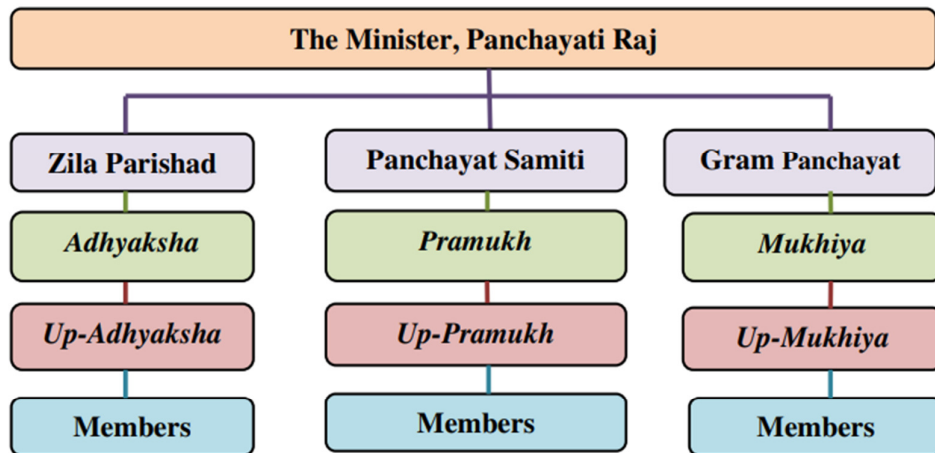 The Minister, Panchayati Raj
Zila Parishad
Panchayat Samiti
Gram Panchayat
Adhyaksha
Pramukh
Mukhiya
Up-Adhyaksha
Up-Pramukh
Up-Mukhiya
Members
Members
Members